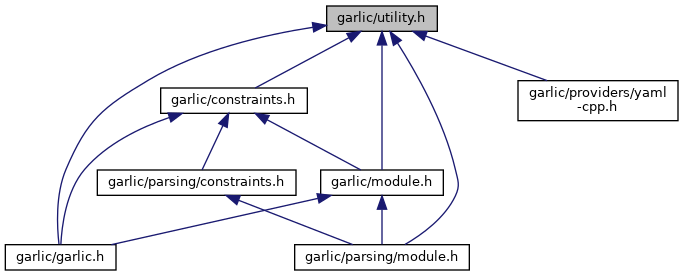 garlic/utility.h
garlic/constraints.h
garlic/providers/yaml
-cpp.h
garlic/parsing/constraints.h
garlic/module.h
garlic/garlic.h
garlic/parsing/module.h